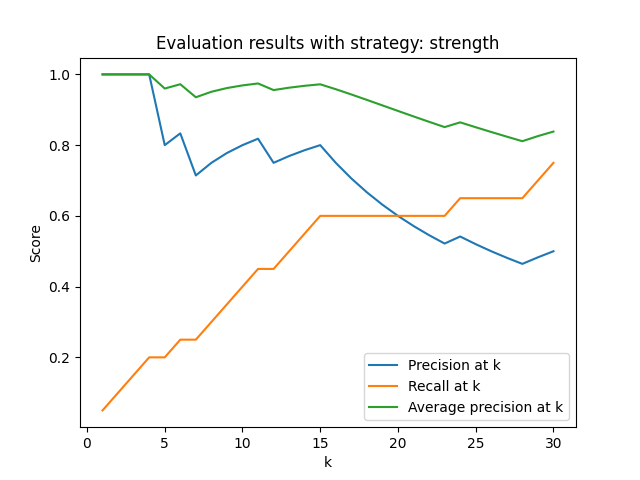 Evaluation results with strategy: strength
1.0
0.8
0.6
0.4
0.2
Score
0
5
10
15
20
25
30
k
Precision at k
Recall at k
Average precision at k